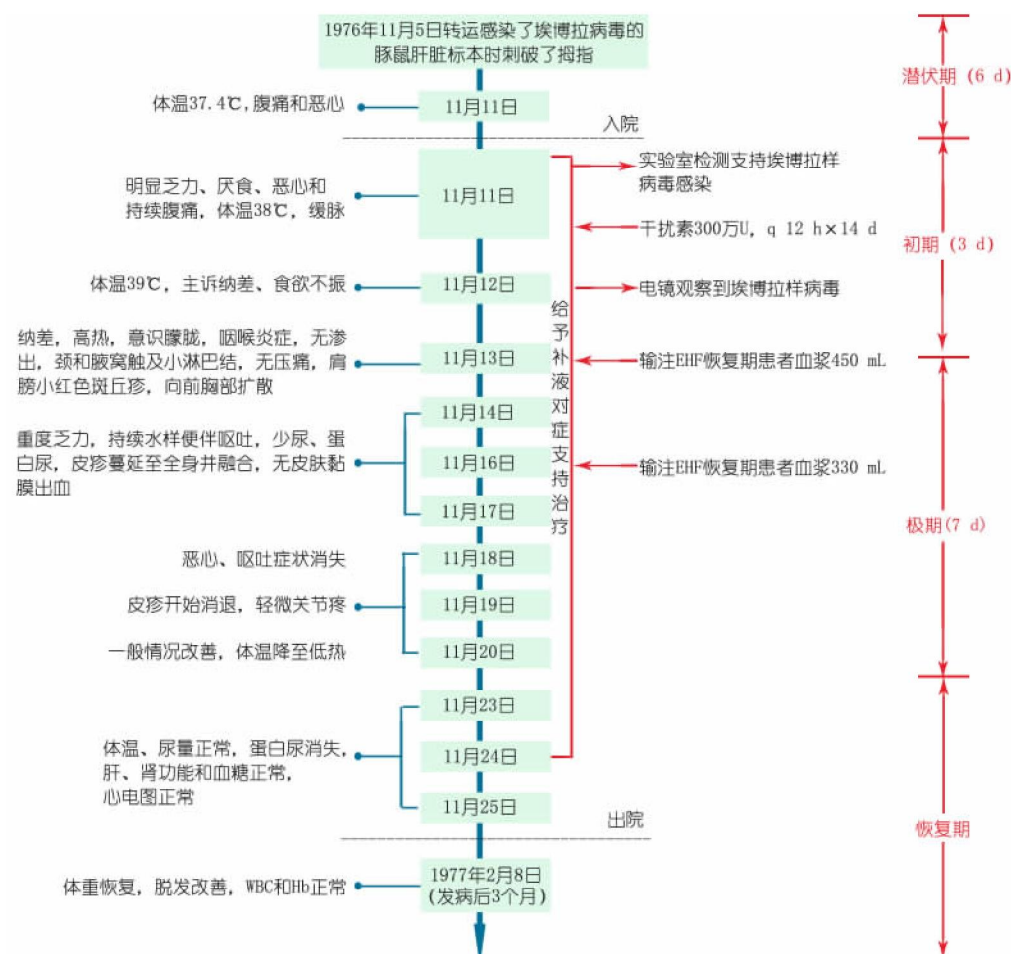 1976年11月5日转运感染了埃博拉病毒的
豚鼠肝脏标本时刺破了拇指
潜伏期 (6 d)
体温37.4℃,腹痛和恶心
11月11日
入院
明显乏力、厌食、恶心和
持续腹痛, 体温38℃, 缓脉
11月11日
实验室检测支持埃博拉样
病毒感染
干扰素300万U, q 12 h×14 d
初期 (3 d)
体温39℃, 主诉纳差、食欲不振
11月12日
电镜观察到埃博拉样病毒
给予补液对症支持治疗
纳差, 高热, 意识朦胧, 咽喉炎症, 无渗
出, 颈和腋窝触及小淋巴结, 无压痛, 肩
膀小红色斑丘疹, 向前胸部扩散
11月13日
输注EHF恢复期患者血浆450 mL
11月14日
重度乏力, 持续水样便伴呕吐, 少尿、蛋
白尿, 皮疹蔓延至全身并融合, 无皮肤黏
膜出血
11月16日
输注EHF恢复期患者血浆330 mL
11月17日
极期(7 d)
恶心、呕吐症状消失
11月18日
皮疹开始消退, 轻微关节疼
11月19日
一般情况改善, 体温降至低热
11月20日
11月23日
体温、尿量正常, 蛋白尿消失,
肝、肾功能和血糖正常,
心电图正常
11月24日
11月25日
出院
恢复期
体重恢复, 脱发改善, WBC和Hb正常
1977年2月8日
(发病后3个月)